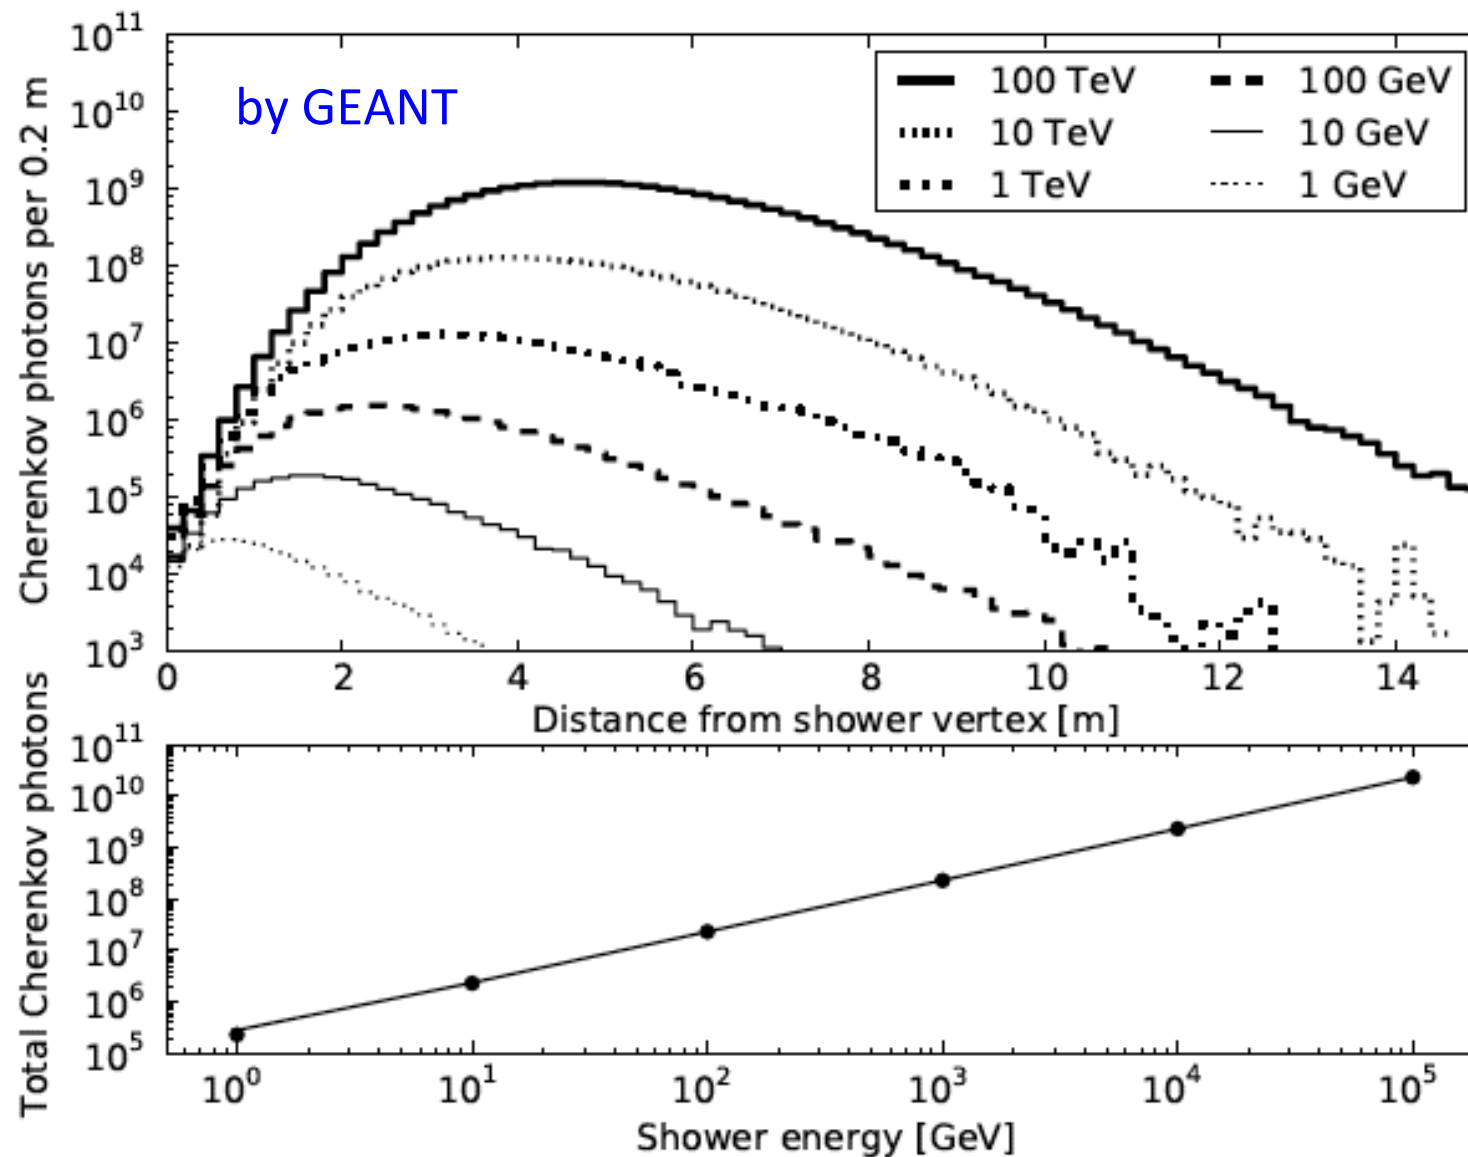 10¹¹
10¹⁰
10⁹
10⁸
10⁷
10⁶
10⁵
10⁴
10³
Cherenkov photons per 0.2 m
by GEANT
100 TeV
10 TeV
1 TeV
100 GeV
10 GeV
1 GeV
0 2 4 6 8 10 12 14
Distance from shower vertex [m]
10¹¹
10¹⁰
10⁹
10⁸
10⁷
10⁶
10⁵
Total Cherenkov photons
10⁰ 10¹ 10² 10³ 10⁴ 10⁵
Shower energy [GeV]